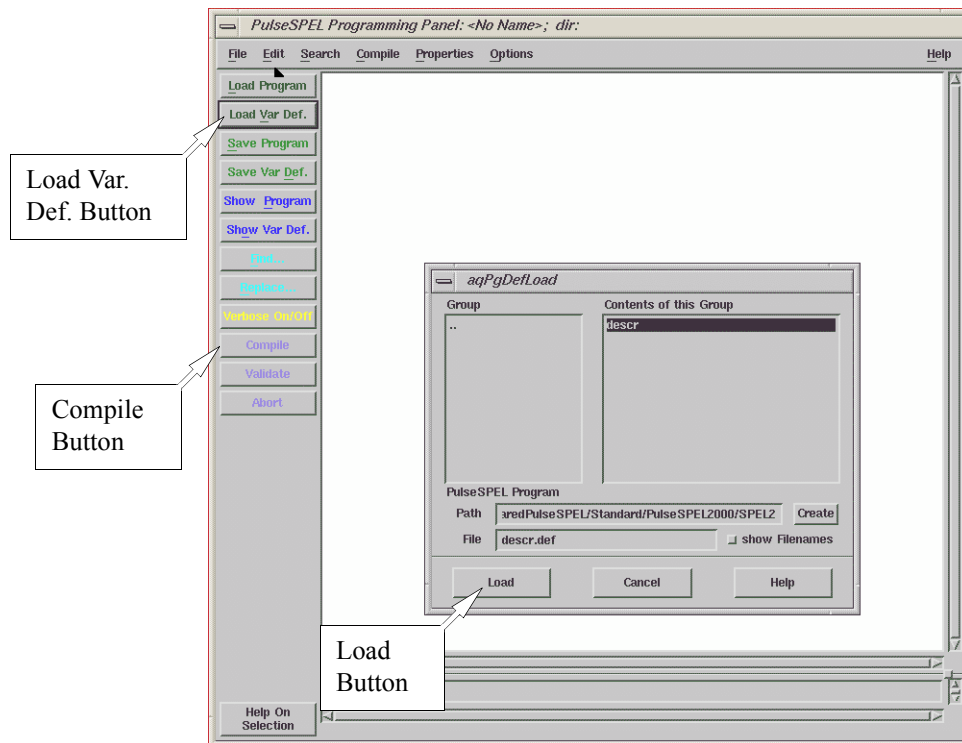 PulseSPEL Programming Panel: <No Name>; dir:
File Edit Search Compile Properties Options Help
Load Program
Load Var Def.
Save Program
Save Var Def.
Show Program
Show Var Def.
Find...
Replace...
Verbose On/Off
Compile
Validate
Abort
Help On
Selection
Load Var.
Def. Button
Compile
Button
aqPgDefLoad
Group
Contents of this Group
..
descr
PulseSPEL Program
Path aredPulseSPEL/Standard/PulseSPEL2000/SPEL2 Create
File descr.def show Filenames
Load Cancel Help
Load
Button